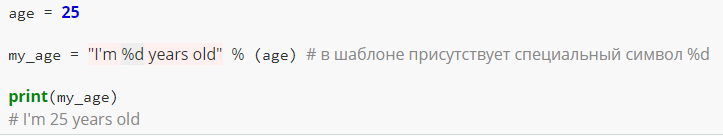 age = 25
my_age = "I'm %d years old" % (age) # в шаблоне присутствует специальный символ %d
print(my_age)
# I'm 25 years old